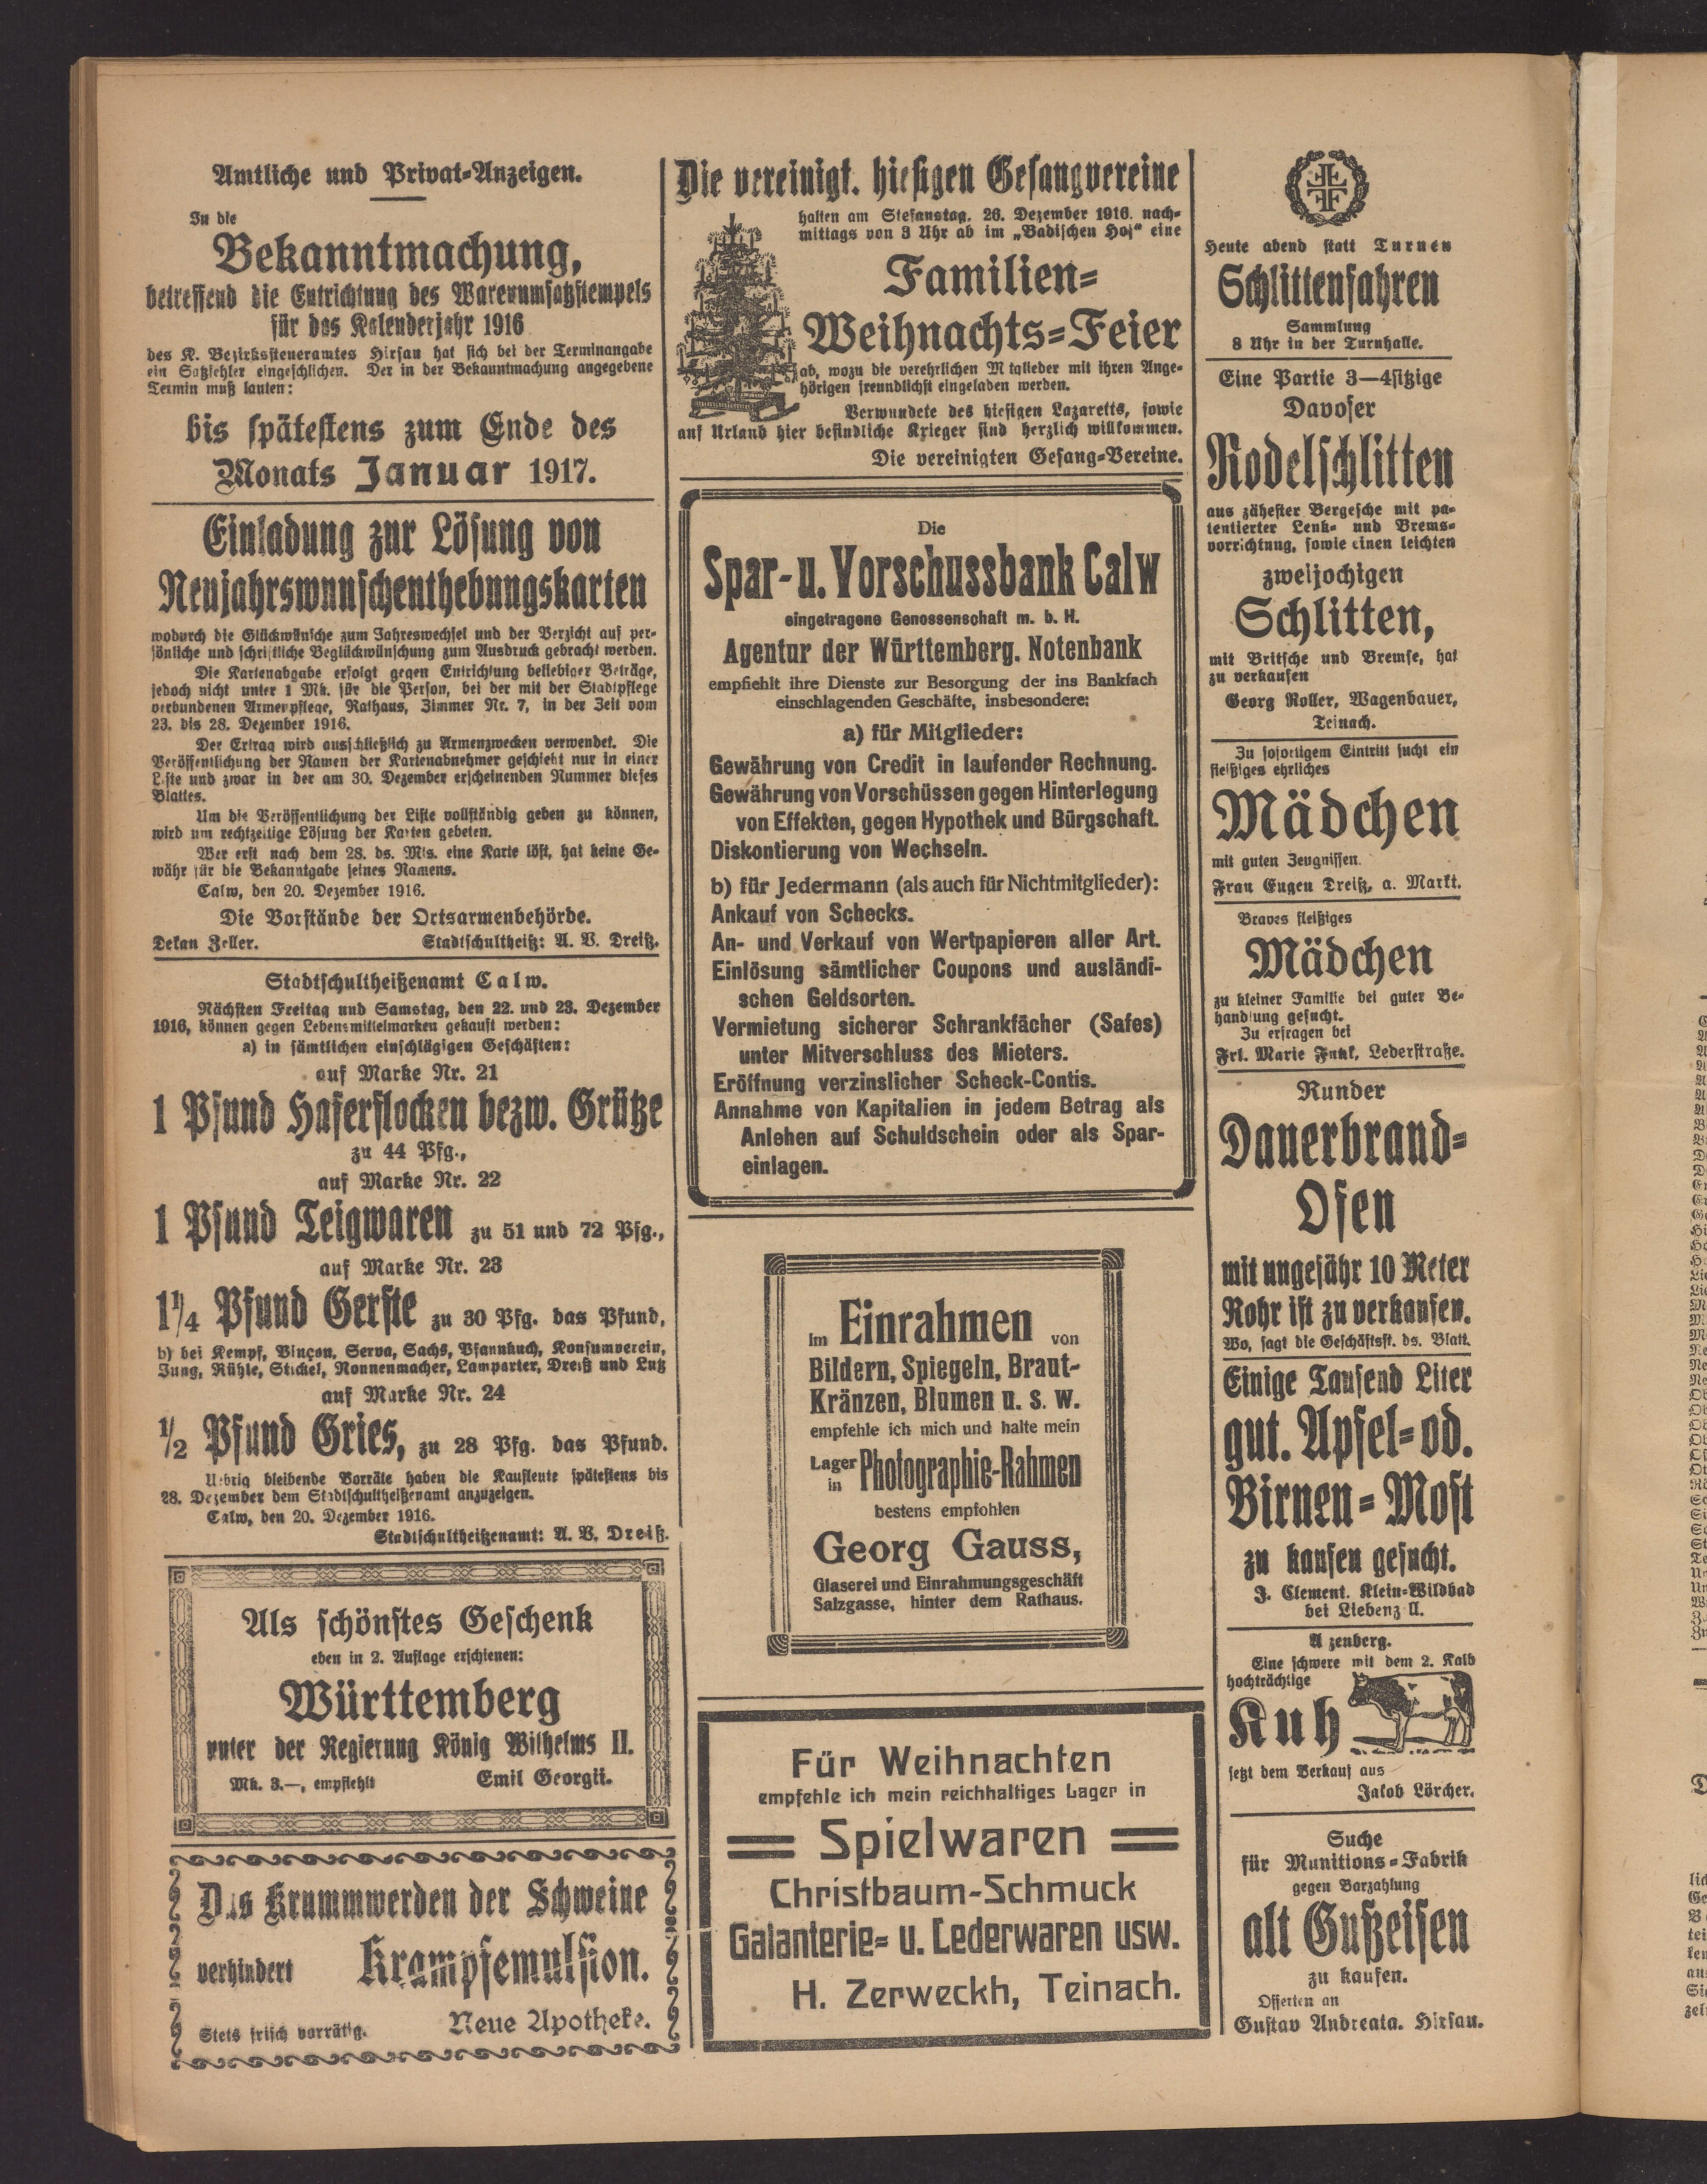 Amtliche und Privat-Anzeigen.
In die
Bekanntmachung,
betreffend die Entrichtung des Warenumsatzstempels
für das Kalenderjahr 1916
des K. Bezirkssteueramtes Hirsau hat sich bei der Terminangabe
ein Satzfehler eingeschlichen. Der in der Bekanntmachung angegebene
Termin muß lauten:
bis spätestens zum Ende des
Monats Januar 1917.
Einladung zur Lösung von
Neujahrswunschenthebungskarten
wodurch die Glückwünsche zum Jahreswechsel und der Verzicht auf per-
sönliche und schriftliche Beglückwünschung zum Ausdruck gebracht werden.
Die Kartenabgabe erfolgt gegen Entrichtung beliebiger Beträge,
jedoch nicht unter 1 Mk. für die Person, bei der mit der Stadtpflege
verbundenen Armenpflege, Rathaus, Zimmer Nr. 7, in der Zeit vom
23. bis 28. Dezember 1916.
Der Ertrag wird ausschließlich zu Armenzwecken verwendet. Die
Veröffentlichung der Namen der Kartenabnehmer geschieht nur in einer
Liste und zwar in der am 30. Dezember erscheinenden Nummer dieses
Blattes.
Um die Veröffentlichung der Liste vollständig geben zu können,
wird um rechtzeitige Lösung der Karten gebeten.
Wer erst nach dem 28. ds. Mts. eine Karte löst, hat keine Ge-
währ für die Bekanntgabe seines Namens.
Calw, den 20. Dezember 1916.
Die Vorstände der Ortsarmenbehörde.
Dekan Zeller. Stadtschultheiß: A. V. Dreiß.
Stadtschultheißenamt Calw.
Nächsten Freitag und Samstag, den 22. und 23. Dezember
1916, können gegen Lebensmittelmarken gekauft werden:
a) in sämtlichen einschlägigen Geschäften:
auf Marke Nr. 21
1 Pfund Haferflocken bezw. Grütze
zu 44 Pfg.,
auf Marke Nr. 22
1 Pfund Teigwaren zu 51 und 72 Pfg.,
auf Marke Nr. 23
1¼ Pfund Gerste zu 30 Pfg. das Pfund,
b) bei Kempf, Vinçon, Serva, Sachs, Pfannkuch, Konsumverein,
Jung, Rühle, Stickel, Nonnenmacher, Lamparter, Dreiß und Lutz
auf Marke Nr. 24
½ Pfund Gries, zu 28 Pfg. das Pfund.
Uebrig bleibende Vorräte haben die Kaufleute spätestens bis
28. Dezember dem Stadtschultheißenamt anzuzeigen.
Calw, den 20. Dezember 1916.
Stadtschultheißenamt: A. V. Dreiß.
Als schönstes Geschenk
eben in 2. Auflage erschienen:
Württemberg
unter der Regierung König Wilhelms II.
Mk. 3.—, empfiehlt Emil Georgii.
Das Krummwerden der Schweine
verhindert Krampfemulsion.
Stets frisch vorrätig. Neue Apotheke.
Die vereinigt. hiesigen Gesangvereine
halten am Stefanstag, 26. Dezember 1916, nach-
mittags von 3 Uhr ab im „Badischen Hof“ eine
Familien-
Weihnachts-Feier
ab, wozu die verehrlichen Mitglieder mit ihren Ange-
hörigen freundlichst eingeladen werden.
Verwundete des hiesigen Lazaretts, sowie
auf Urlaub hier befindliche Krieger sind herzlich willkommen.
Die vereinigten Gesang-Vereine.
Die
Spar- u. Vorschussbank Calw
eingetragene Genossenschaft m. b. H.
Agentur der Württemberg. Notenbank
empfiehlt ihre Dienste zur Besorgung der ins Bankfach
einschlagenden Geschäfte, insbesondere:
a) für Mitglieder:
Gewährung von Credit in laufender Rechnung.
Gewährung von Vorschüssen gegen Hinterlegung
von Effekten, gegen Hypothek und Bürgschaft.
Diskontierung von Wechseln.
b) für Jedermann (als auch für Nichtmitglieder):
Ankauf von Schecks.
An- und Verkauf von Wertpapieren aller Art.
Einlösung sämtlicher Coupons und ausländi-
schen Geldsorten.
Vermietung sicherer Schrankfächer (Safes)
unter Mitverschluss des Mieters.
Eröffnung verzinslicher Scheck-Contis.
Annahme von Kapitalien in jedem Betrag als
Anlehen auf Schuldschein oder als Spar-
einlagen.
Im Einrahmen von
Bildern, Spiegeln, Braut-
Kränzen, Blumen u. s. w.
empfehle ich mich und halte mein
Lager in Photographie-Rahmen
bestens empfohlen
Georg Gauss,
Glaserei und Einrahmungsgeschäft
Salzgasse, hinter dem Rathaus.
Für Weihnachten
empfehle ich mein reichhaltiges Lager in
Spielwaren
Christbaum-Schmuck
Galanterie- u. Lederwaren usw.
H. Zerweckh, Teinach.
Heute abend statt Turnen
Schlittenfahren
Sammlung
8 Uhr in der Turnhalle.
Eine Partie 3—4sitzige
Davoser
Rodelschlitten
aus zähester Bergesche mit pa-
tentierter Lenk- und Brems-
vorrichtung, sowie einen leichten
zweijochigen
Schlitten,
mit Britsche und Bremse, hat
zu verkaufen
Georg Roller, Wagenbauer,
Teinach.
Zu sofortigem Eintritt sucht ein
fleißiges ehrliches
Mädchen
mit guten Zeugnissen.
Frau Eugen Dreiß, a. Markt.
Braves fleißiges
Mädchen
zu kleiner Familie bei guter Be-
handlung gesucht.
Zu erfragen bei
Frl. Marie Funk, Lederstraße.
Runder
Dauerbrand-
Ofen
mit ungefähr 10 Meter
Rohr ist zu verkaufen.
Wo, sagt die Geschäftsst. ds. Blatt.
Einige Tausend Liter
gut. Apfel- od.
Birnen-Most
zu kaufen gesucht.
J. Clement, Klein-Wildbad
bei Liebenzell.
Azenberg.
Eine schwere mit dem 2. Kalb
hochträchtige
Kuh
setzt dem Verkauf aus
Jakob Lörcher.
Suche
für Munitions-Fabrik
gegen Barzahlung
alt Gußeisen
zu kaufen.
Offerten an
Gustav Andreata, Hirsau.